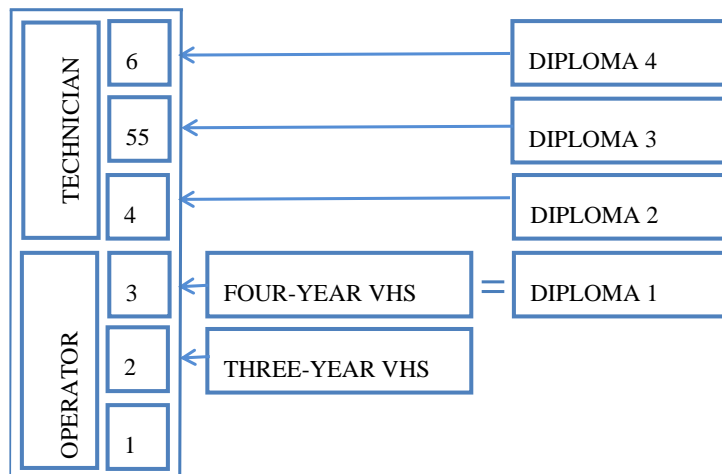 TECHNICIAN
6
DIPLOMA 4
55
DIPLOMA 3
4
DIPLOMA 2
OPERATOR
3
FOUR-YEAR VHS
=
DIPLOMA 1
2
THREE-YEAR VHS
1